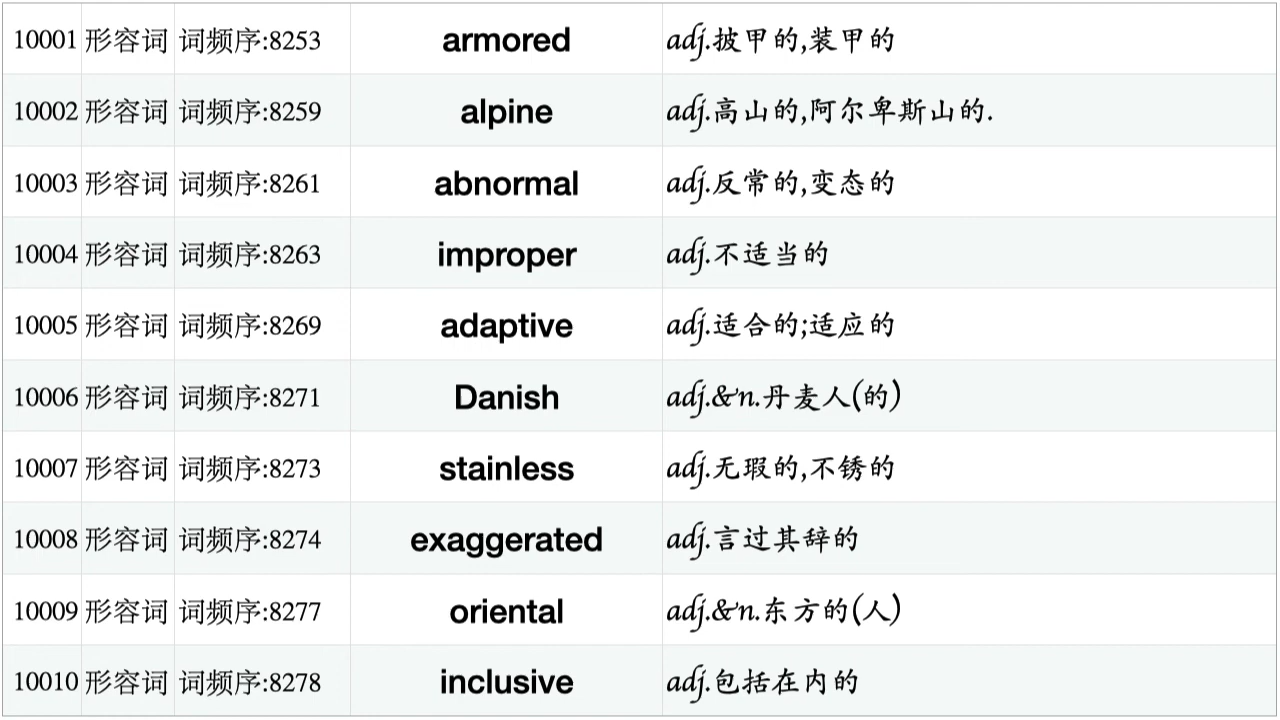 10001 形容词 词频序:8253 armored adj.披甲的,装甲的
10002 形容词 词频序:8259 alpine adj.高山的,阿尔卑斯山的.
10003 形容词 词频序:8261 abnormal adj.反常的,变态的
10004 形容词 词频序:8263 improper adj.不适当的
10005 形容词 词频序:8269 adaptive adj.适合的;适应的
10006 形容词 词频序:8271 Danish adj.&n.丹麦人(的)
10007 形容词 词频序:8273 stainless adj.无瑕的,不锈的
10008 形容词 词频序:8274 exaggerated adj.言过其辞的
10009 形容词 词频序:8277 oriental adj.&n.东方的(人)
10010 形容词 词频序:8278 inclusive adj.包括在内的